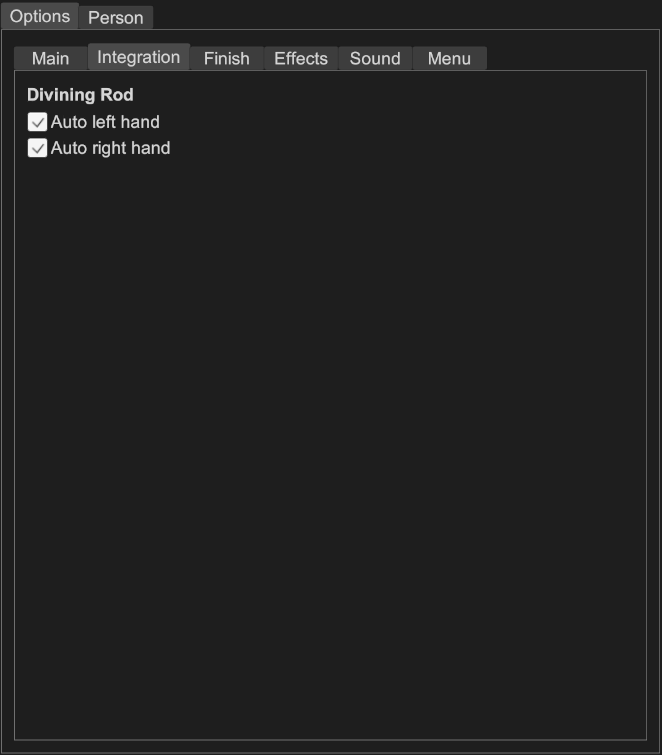 Options Person
Main Integration Finish Effects Sound Menu
Divining Rod
Auto left hand
Auto right hand